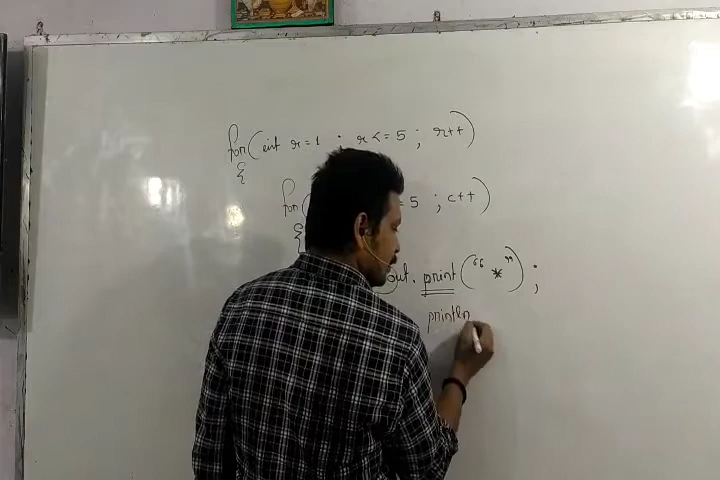 for(int r=1 ; r<=5 ; r++)
{
for( =5 ; c++)
{
out. print(" * ");
println